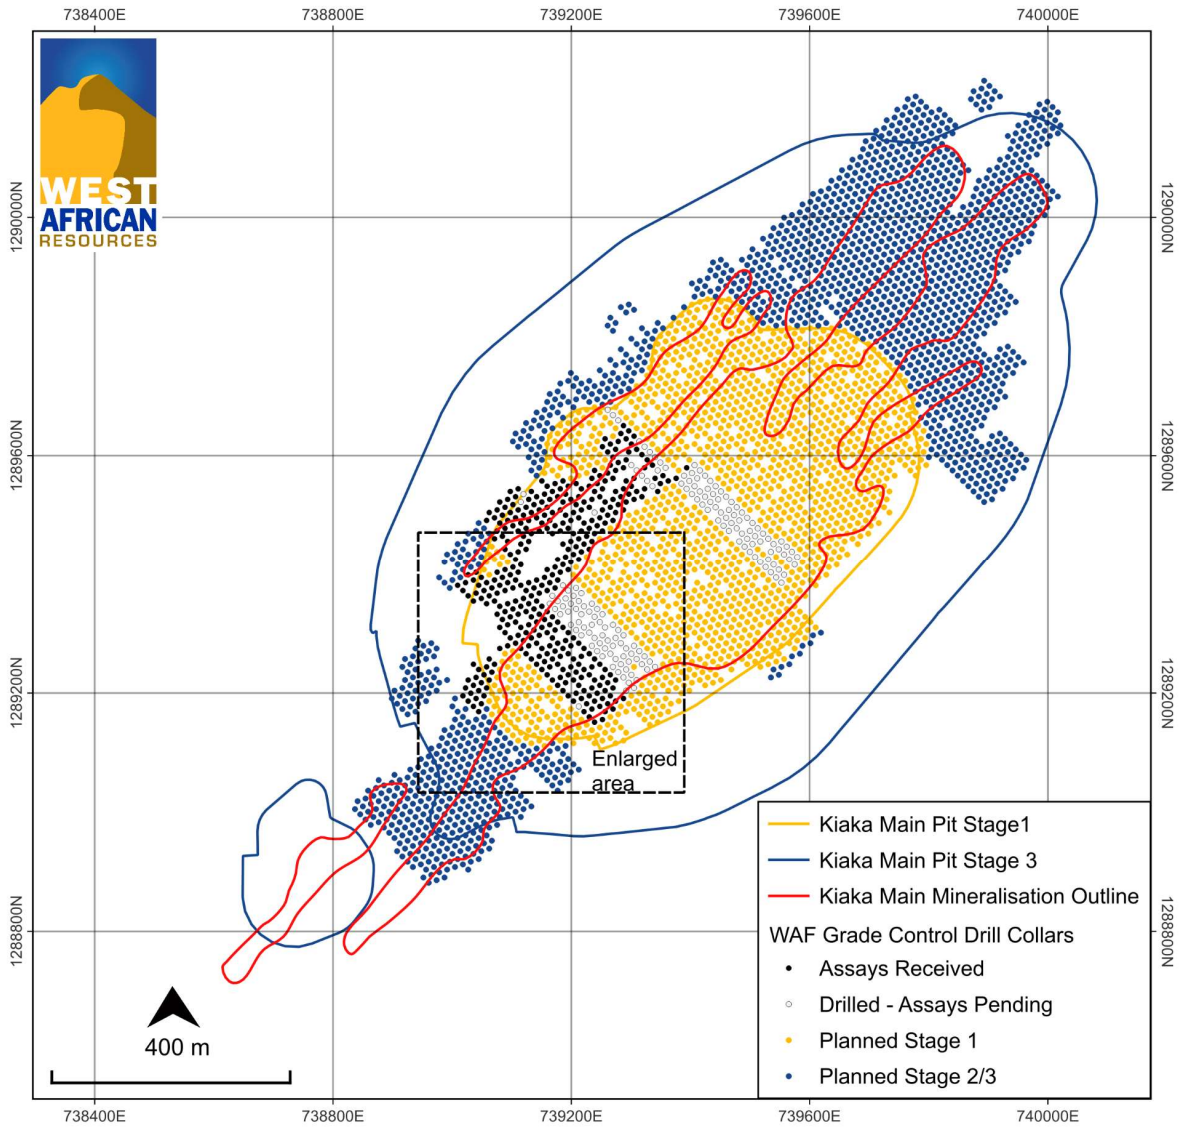 738400E 738800E 739200E 739600E 740000E
WEST
AFRICAN
RESOURCES
1290000N 1290000N
1289600N 1289600N
1289200N 1289200N
Enlarged
area
Kiaka Main Pit Stage1
Kiaka Main Pit Stage 3
Kiaka Main Mineralisation Outline
WAF Grade Control Drill Collars
Assays Received
Drilled - Assays Pending
Planned Stage 1
Planned Stage 2/3
1288800N 1288800N
400 m
738400E 738800E 739200E 739600E 740000E